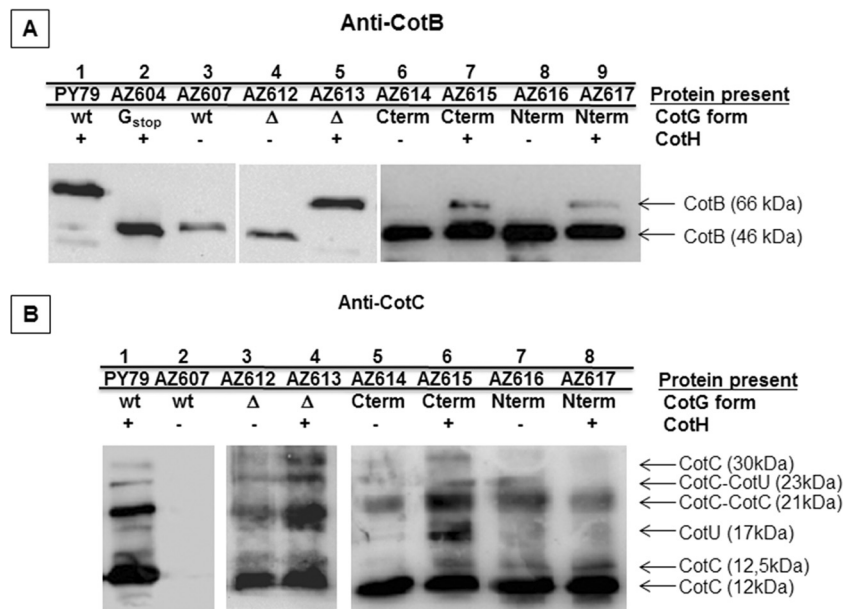 A
Anti-CotB
1 2 3 4 5 6 7 8 9
PY79 AZ604 AZ607 AZ612 AZ613 AZ614 AZ615 AZ616 AZ617 Protein present
wt Gstop wt Δ Δ Cterm Cterm Nterm Nterm CotG form
+ + - - + - + - + CotH
CotB (66 kDa)
CotB (46 kDa)
B
Anti-CotC
1 2 3 4 5 6 7 8
PY79 AZ607 AZ612 AZ613 AZ614 AZ615 AZ616 AZ617 Protein present
wt wt Δ Δ Cterm Cterm Nterm Nterm CotG form
+ - - + - + - + CotH
CotC (30kDa)
CotC-CotU (23kDa)
CotC-CotC (21kDa)
CotU (17kDa)
CotC (12,5kDa)
CotC (12kDa)